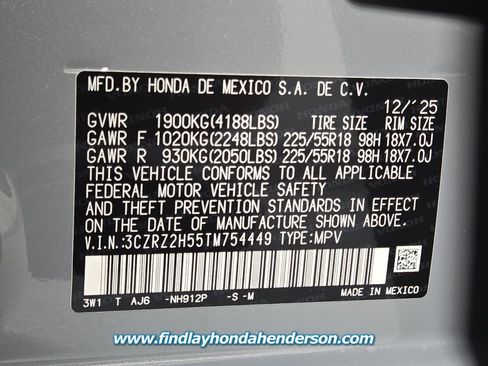 MFD.BY HONDA DE MEXICO S.A. DE C.V.
12/'25
GVWR 1900KG(4188LBS) TIRE SIZE RIM SIZE
GAWR F 1020KG(2248LBS) 225/55R18 98H 18X7.0J
GAWR R 930KG(2050LBS) 225/55R18 98H 18X7.0J
THIS VEHICLE CONFORMS TO ALL APPLICABLE
FEDERAL MOTOR VEHICLE SAFETY
AND THEFT PREVENTION STANDARDS IN EFFECT
ON THE DATE OF MANUFACTURE SHOWN ABOVE.
V.I.N.:3CZRZ2H55TM754449 TYPE:MPV
3W1 T AJ6 -NH912P -S -M
MADE IN MEXICO
www.findlayhondahenderson.com